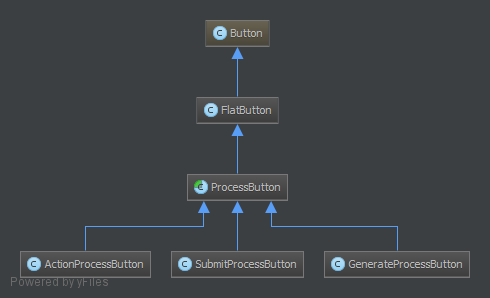 C Button
C FlatButton
C ProcessButton
C ActionProcessButton
C SubmitProcessButton
C GenerateProcessButton
Powered by yFiles